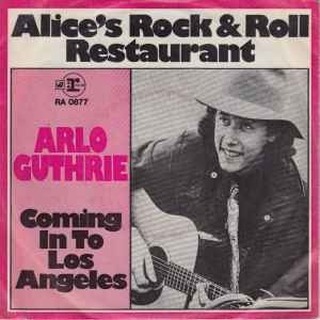 Alice's Rock & Roll
Restaurant
RA 0877
ARLO
GUTHRIE
Coming
In To
Los
Angeles